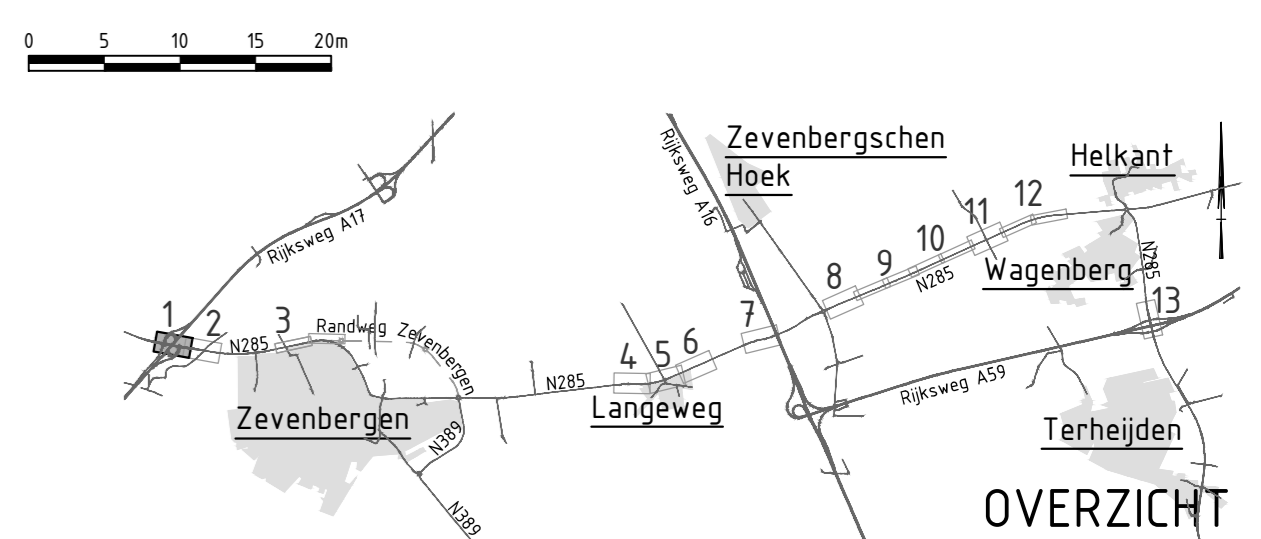 0 5 10 15 20m
Zevenbergschen
Hoek
Helkant
Rijksweg A16
Rijksweg A17
12
11
10
9
8
N285
Wagenberg
N285
13
1
2
N285
3
Randweg Zevenbergen
7
4
5
6
N285
Langeweg
Rijksweg A59
Zevenbergen
N389
N389
Terheijden
OVERZICHT